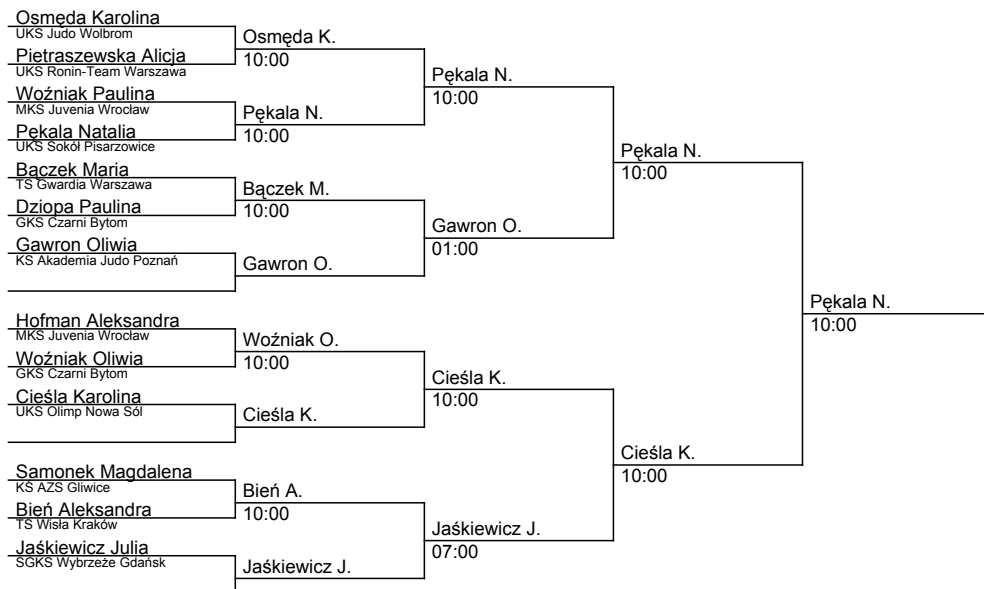 Osmęda Karolina
UKS Judo Wolbrom
Pietraszewska Alicja
UKS Ronin-Team Warszawa
Woźniak Paulina
MKS Juvenia Wrocław
Pękala Natalia
UKS Sokół Pisarzowice
Bączek Maria
TS Gwardia Warszawa
Dziopa Paulina
GKS Czarni Bytom
Gawron Oliwia
KS Akademia Judo Poznań
Hofman Aleksandra
MKS Juvenia Wrocław
Woźniak Oliwia
GKS Czarni Bytom
Cieśla Karolina
UKS Olimp Nowa Sól
Samonek Magdalena
KS AZS Gliwice
Bień Aleksandra
TS Wisła Kraków
Jaśkiewicz Julia
SGKS Wybrzeże Gdańsk
Osmęda K.
10:00
Pękala N.
10:00
Bączek M.
10:00
Gawron O.
Woźniak O.
10:00
Cieśla K.
Bień A.
10:00
Jaśkiewicz J.
Pękala N.
10:00
Gawron O.
01:00
Cieśla K.
10:00
Jaśkiewicz J.
07:00
Pękala N.
10:00
Cieśla K.
10:00
Pękala N.
10:00